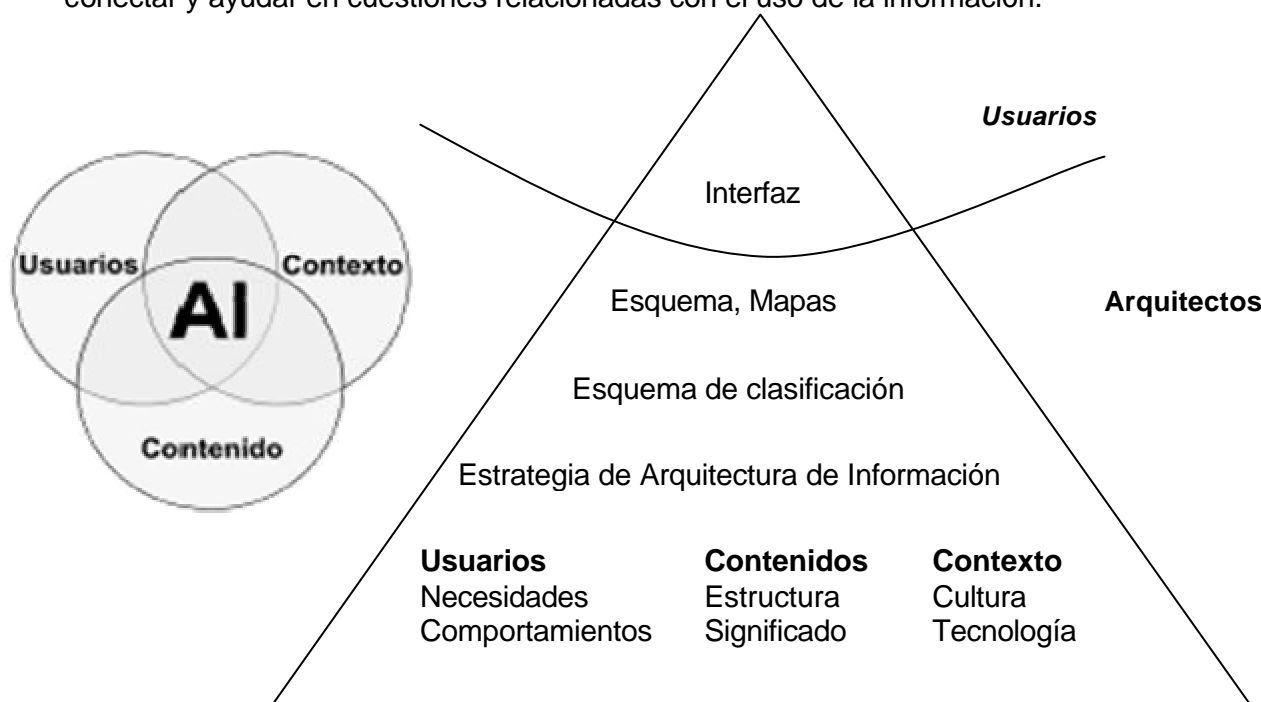 conectar y ayudar en cuestiones relacionadas con el uso de la información.
Usuarios
Interfaz
Usuarios
Contexto
AI
Contenido
Esquema, Mapas
Arquitectos
Esquema de clasificación
Estrategia de Arquitectura de Información
Usuarios Contenidos Contexto
Necesidades Estructura Cultura
Comportamientos Significado Tecnología